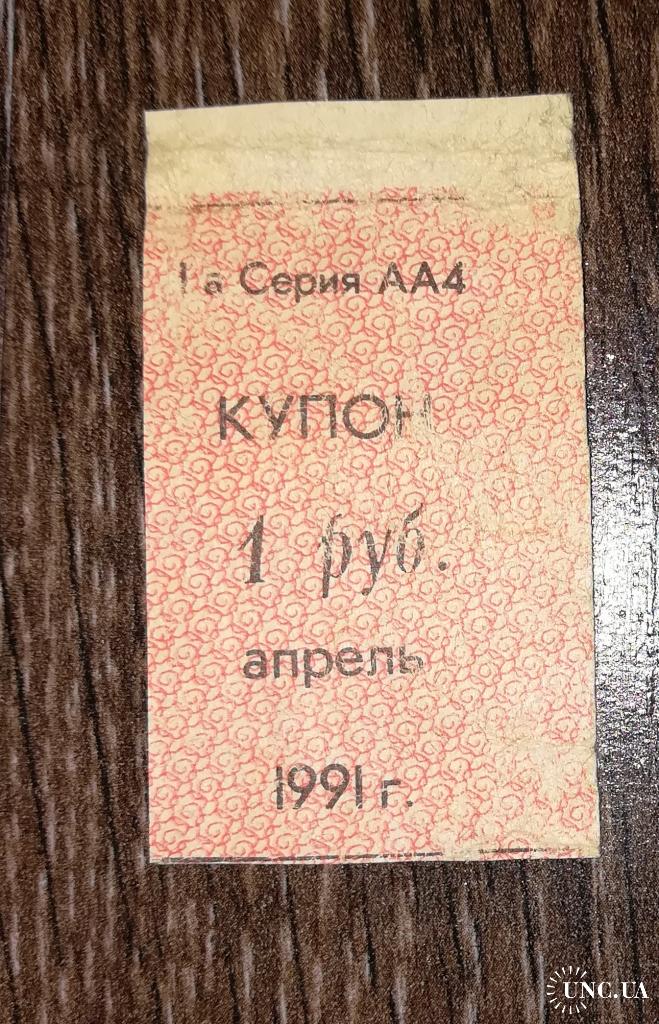 1а Серия АА4
КУПОН
1 руб.
апрель
1991 г.
UNC.UA